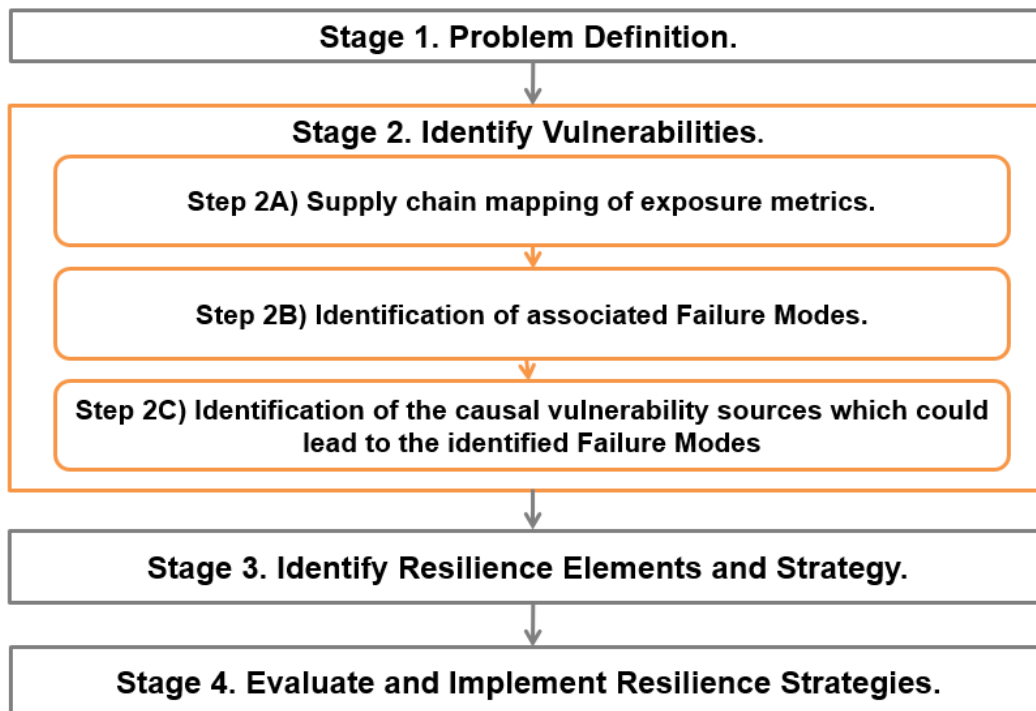 Stage 1. Problem Definition.
Stage 2. Identify Vulnerabilities.
Step 2A) Supply chain mapping of exposure metrics.
Step 2B) Identification of associated Failure Modes.
Step 2C) Identification of the causal vulnerability sources which could
lead to the identified Failure Modes
Stage 3. Identify Resilience Elements and Strategy.
Stage 4. Evaluate and Implement Resilience Strategies.